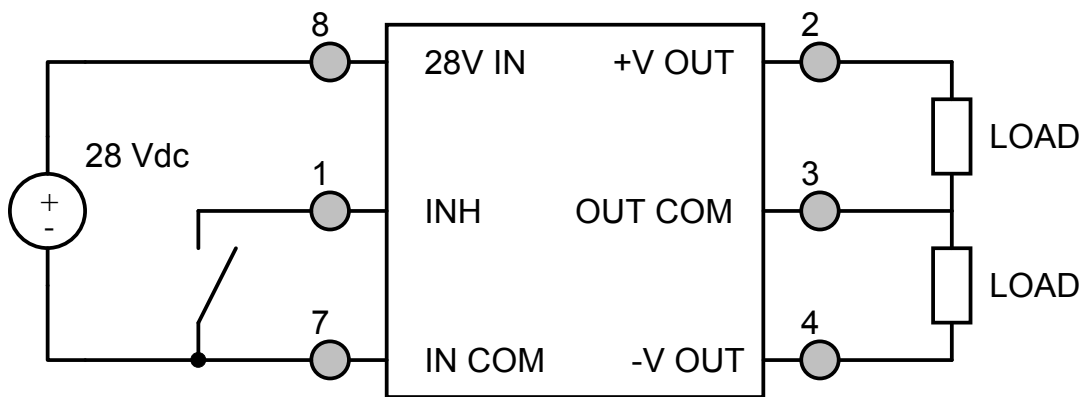 8
2
28V IN
+V OUT
28 Vdc
LOAD
1
3
+
-
INH
OUT COM
LOAD
7
4
IN COM
-V OUT